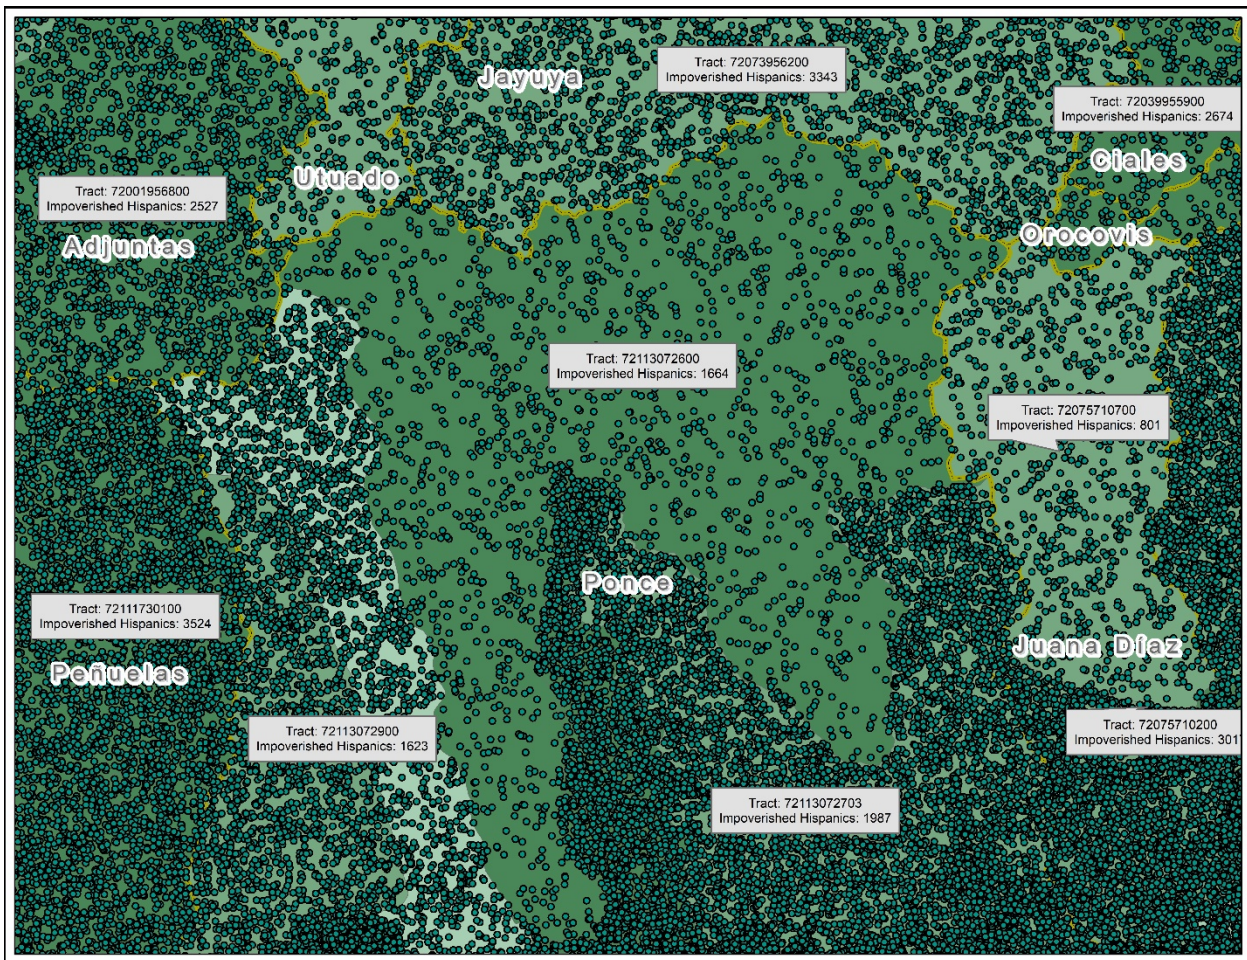 Jayuya
Tract: 72073956200
Impoverished Hispanics: 3343
Tract: 72039955900
Impoverished Hispanics: 2674
Ciales
Utuado
Tract: 72001956800
Impoverished Hispanics: 2527
Adjuntas
Orocovis
Tract: 72113072600
Impoverished Hispanics: 1664
Tract: 72075710700
Impoverished Hispanics: 801
Ponce
Tract: 72111730100
Impoverished Hispanics: 3524
Peñuelas
Juana Díaz
Tract: 72113072900
Impoverished Hispanics: 1623
Tract: 72075710200
Impoverished Hispanics: 3017
Tract: 72113072703
Impoverished Hispanics: 1987